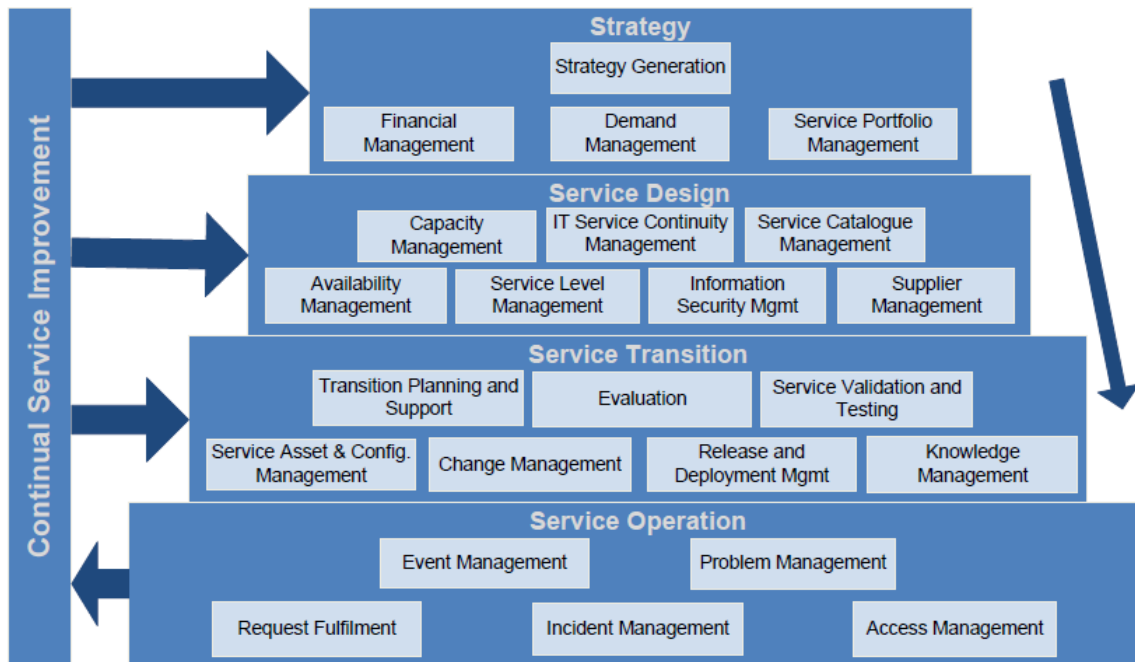 Continual Service Improvement
Strategy
Strategy Generation
Financial
Management
Demand
Management
Service Portfolio
Management
Service Design
Capacity
Management
IT Service Continuity
Management
Service Catalogue
Management
Availability
Management
Service Level
Management
Information
Security Mgmt
Supplier
Management
Service Transition
Transition Planning and
Support
Evaluation
Service Validation and
Testing
Service Asset & Config.
Management
Change Management
Release and
Deployment Mgmt
Knowledge
Management
Service Operation
Event Management
Problem Management
Request Fulfilment
Incident Management
Access Management